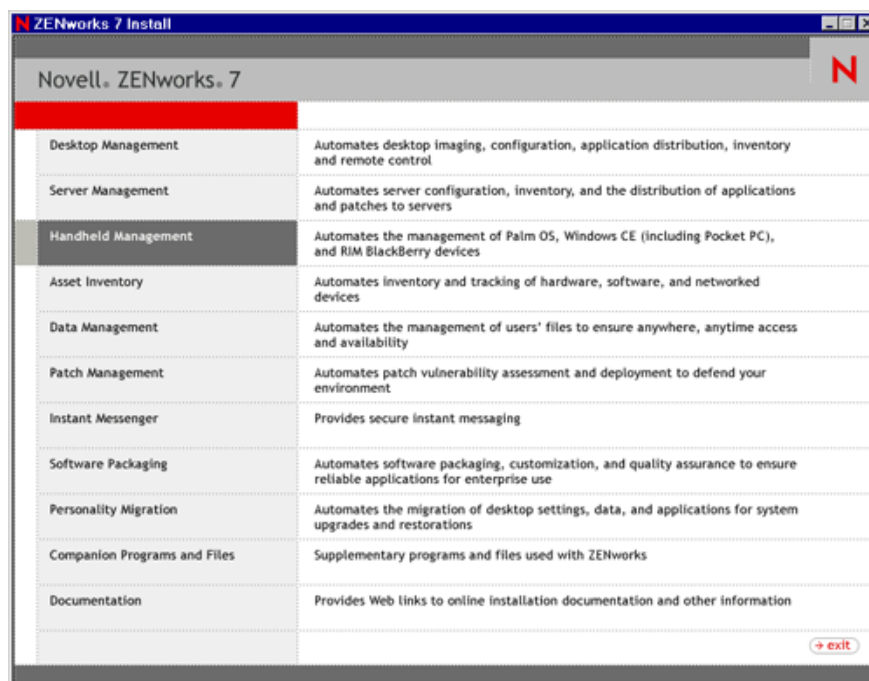 N ZENworks 7 Install
Novell® ZENworks® 7
N
Desktop Management
Automates desktop imaging, configuration, application distribution, inventory
and remote control
Server Management
Automates server configuration, inventory, and the distribution of applications
and patches to servers
Handheld Management
Automates the management of Palm OS, Windows CE (including Pocket PC),
and RIM BlackBerry devices
Asset Inventory
Automates inventory and tracking of hardware, software, and networked
devices
Data Management
Automates the management of users' files to ensure anywhere, anytime access
and availability
Patch Management
Automates patch vulnerability assessment and deployment to defend your
environment
Instant Messenger
Provides secure instant messaging
Software Packaging
Automates software packaging, customization, and quality assurance to ensure
reliable applications for enterprise use
Personality Migration
Automates the migration of desktop settings, data, and applications for system
upgrades and restorations
Companion Programs and Files
Supplementary programs and files used with ZENworks
Documentation
Provides Web links to online installation documentation and other information
exit